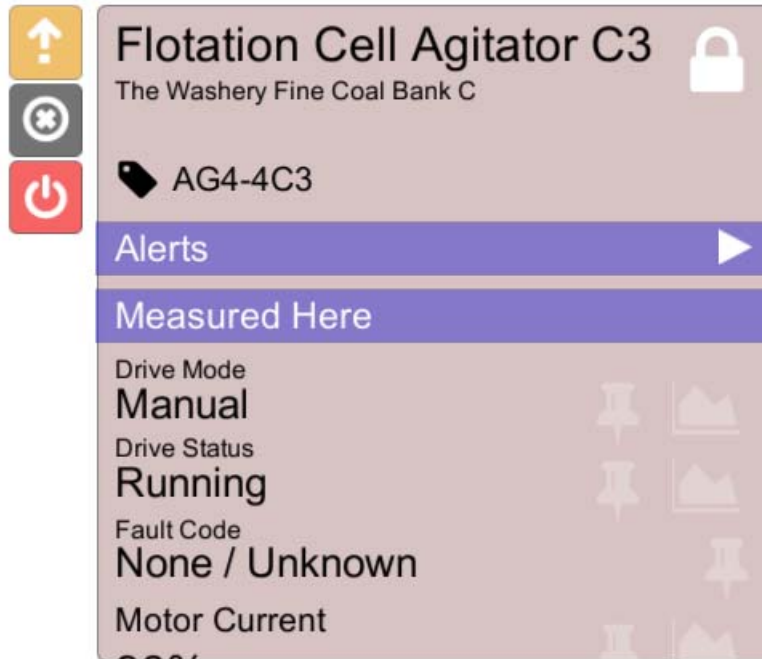 Flotation Cell Agitator C3
The Washery Fine Coal Bank C
AG4-4C3
Alerts
Measured Here
Drive Mode
Manual
Drive Status
Running
Fault Code
None / Unknown
Motor Current